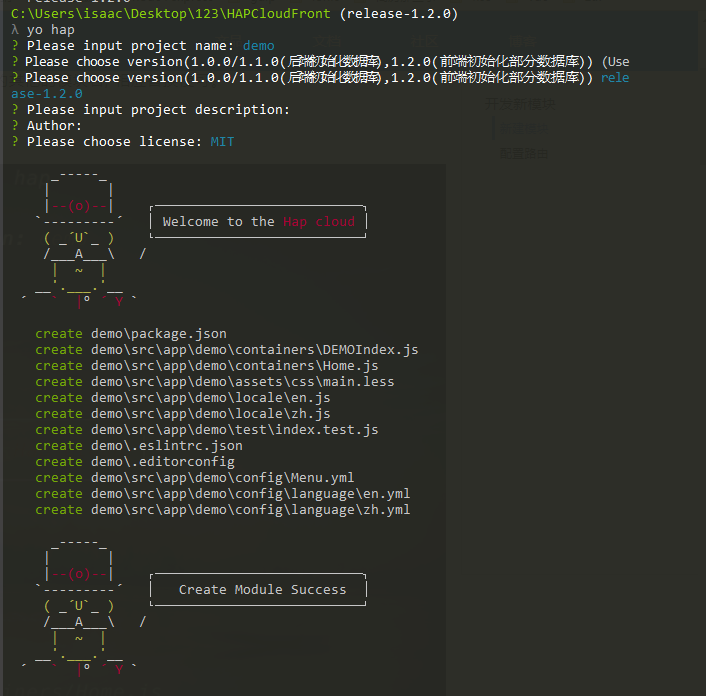 C:\Users\isaac\Desktop\123\HAPCloudFront (release-1.2.0)
λ yo hap
? Please input project name: demo
? Please choose version(1.0.0/1.1.0(后端初始化数据库),1.2.0(前端初始化部分数据库)) (Use
? Please choose version(1.0.0/1.1.0(后端初始化数据库),1.2.0(前端初始化部分数据库)) rele
ase-1.2.0
? Please input project description:
? Author:
? Please choose license: MIT
Welcome to the Hap cloud
create demo\package.json
create demo\src\app\demo\containers\DEMOIndex.js
create demo\src\app\demo\containers\Home.js
create demo\src\app\demo\assets\css\main.less
create demo\src\app\demo\locale\en.js
create demo\src\app\demo\locale\zh.js
create demo\src\app\demo\test\index.test.js
create demo\.eslintrc.json
create demo\.editorconfig
create demo\src\app\demo\config\Menu.yml
create demo\src\app\demo\config\language\en.yml
create demo\src\app\demo\config\language\zh.yml
Create Module Success